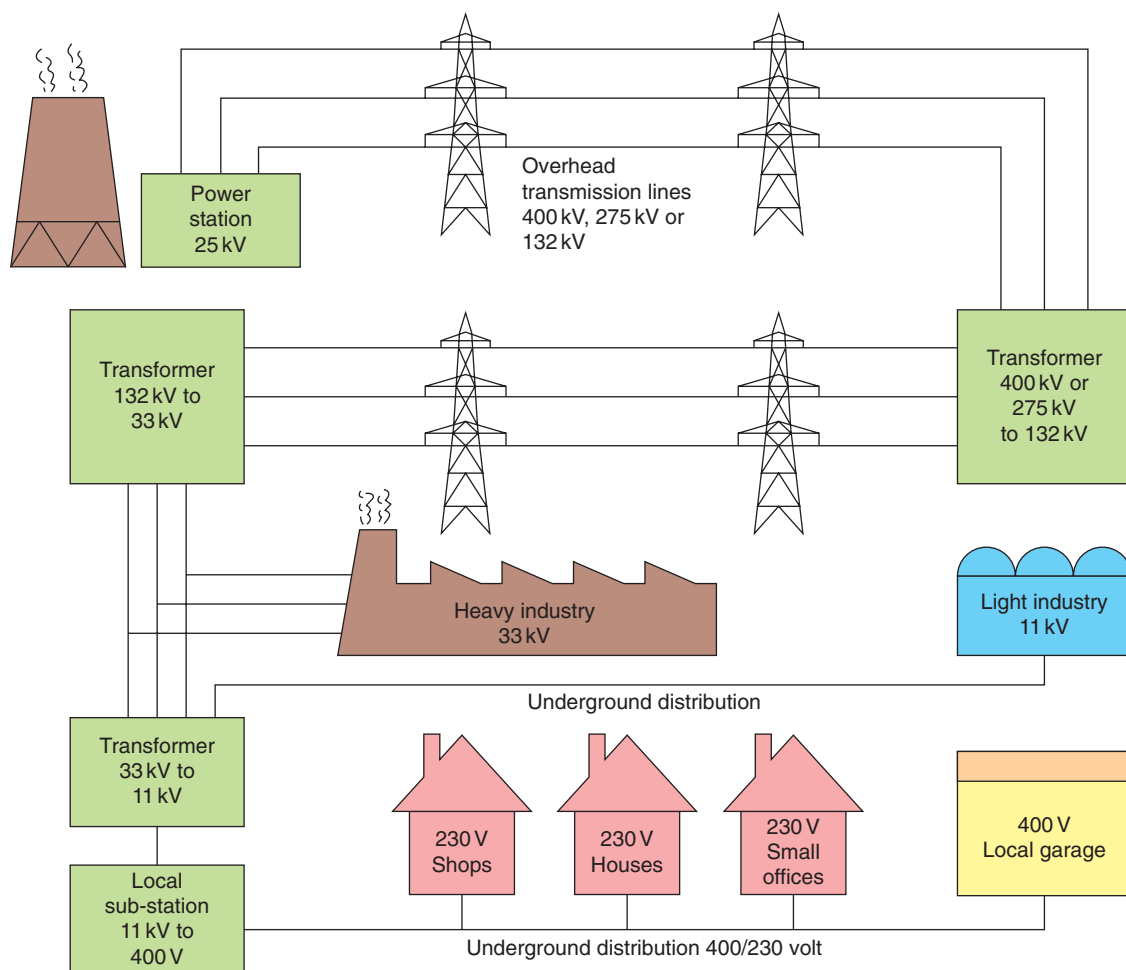 Power
station
25 kV
Overhead
transmission lines
400 kV, 275 kV or
132 kV
Transformer
132 kV to
33 kV
Transformer
400 kV or
275 kV
to 132 kV
Heavy industry
33 kV
Light industry
11 kV
Underground distribution
Transformer
33 kV to
11 kV
230 V
Shops
230 V
Houses
230 V
Small
offices
400 V
Local garage
Local
sub-station
11 kV to
400 V
Underground distribution 400/230 volt